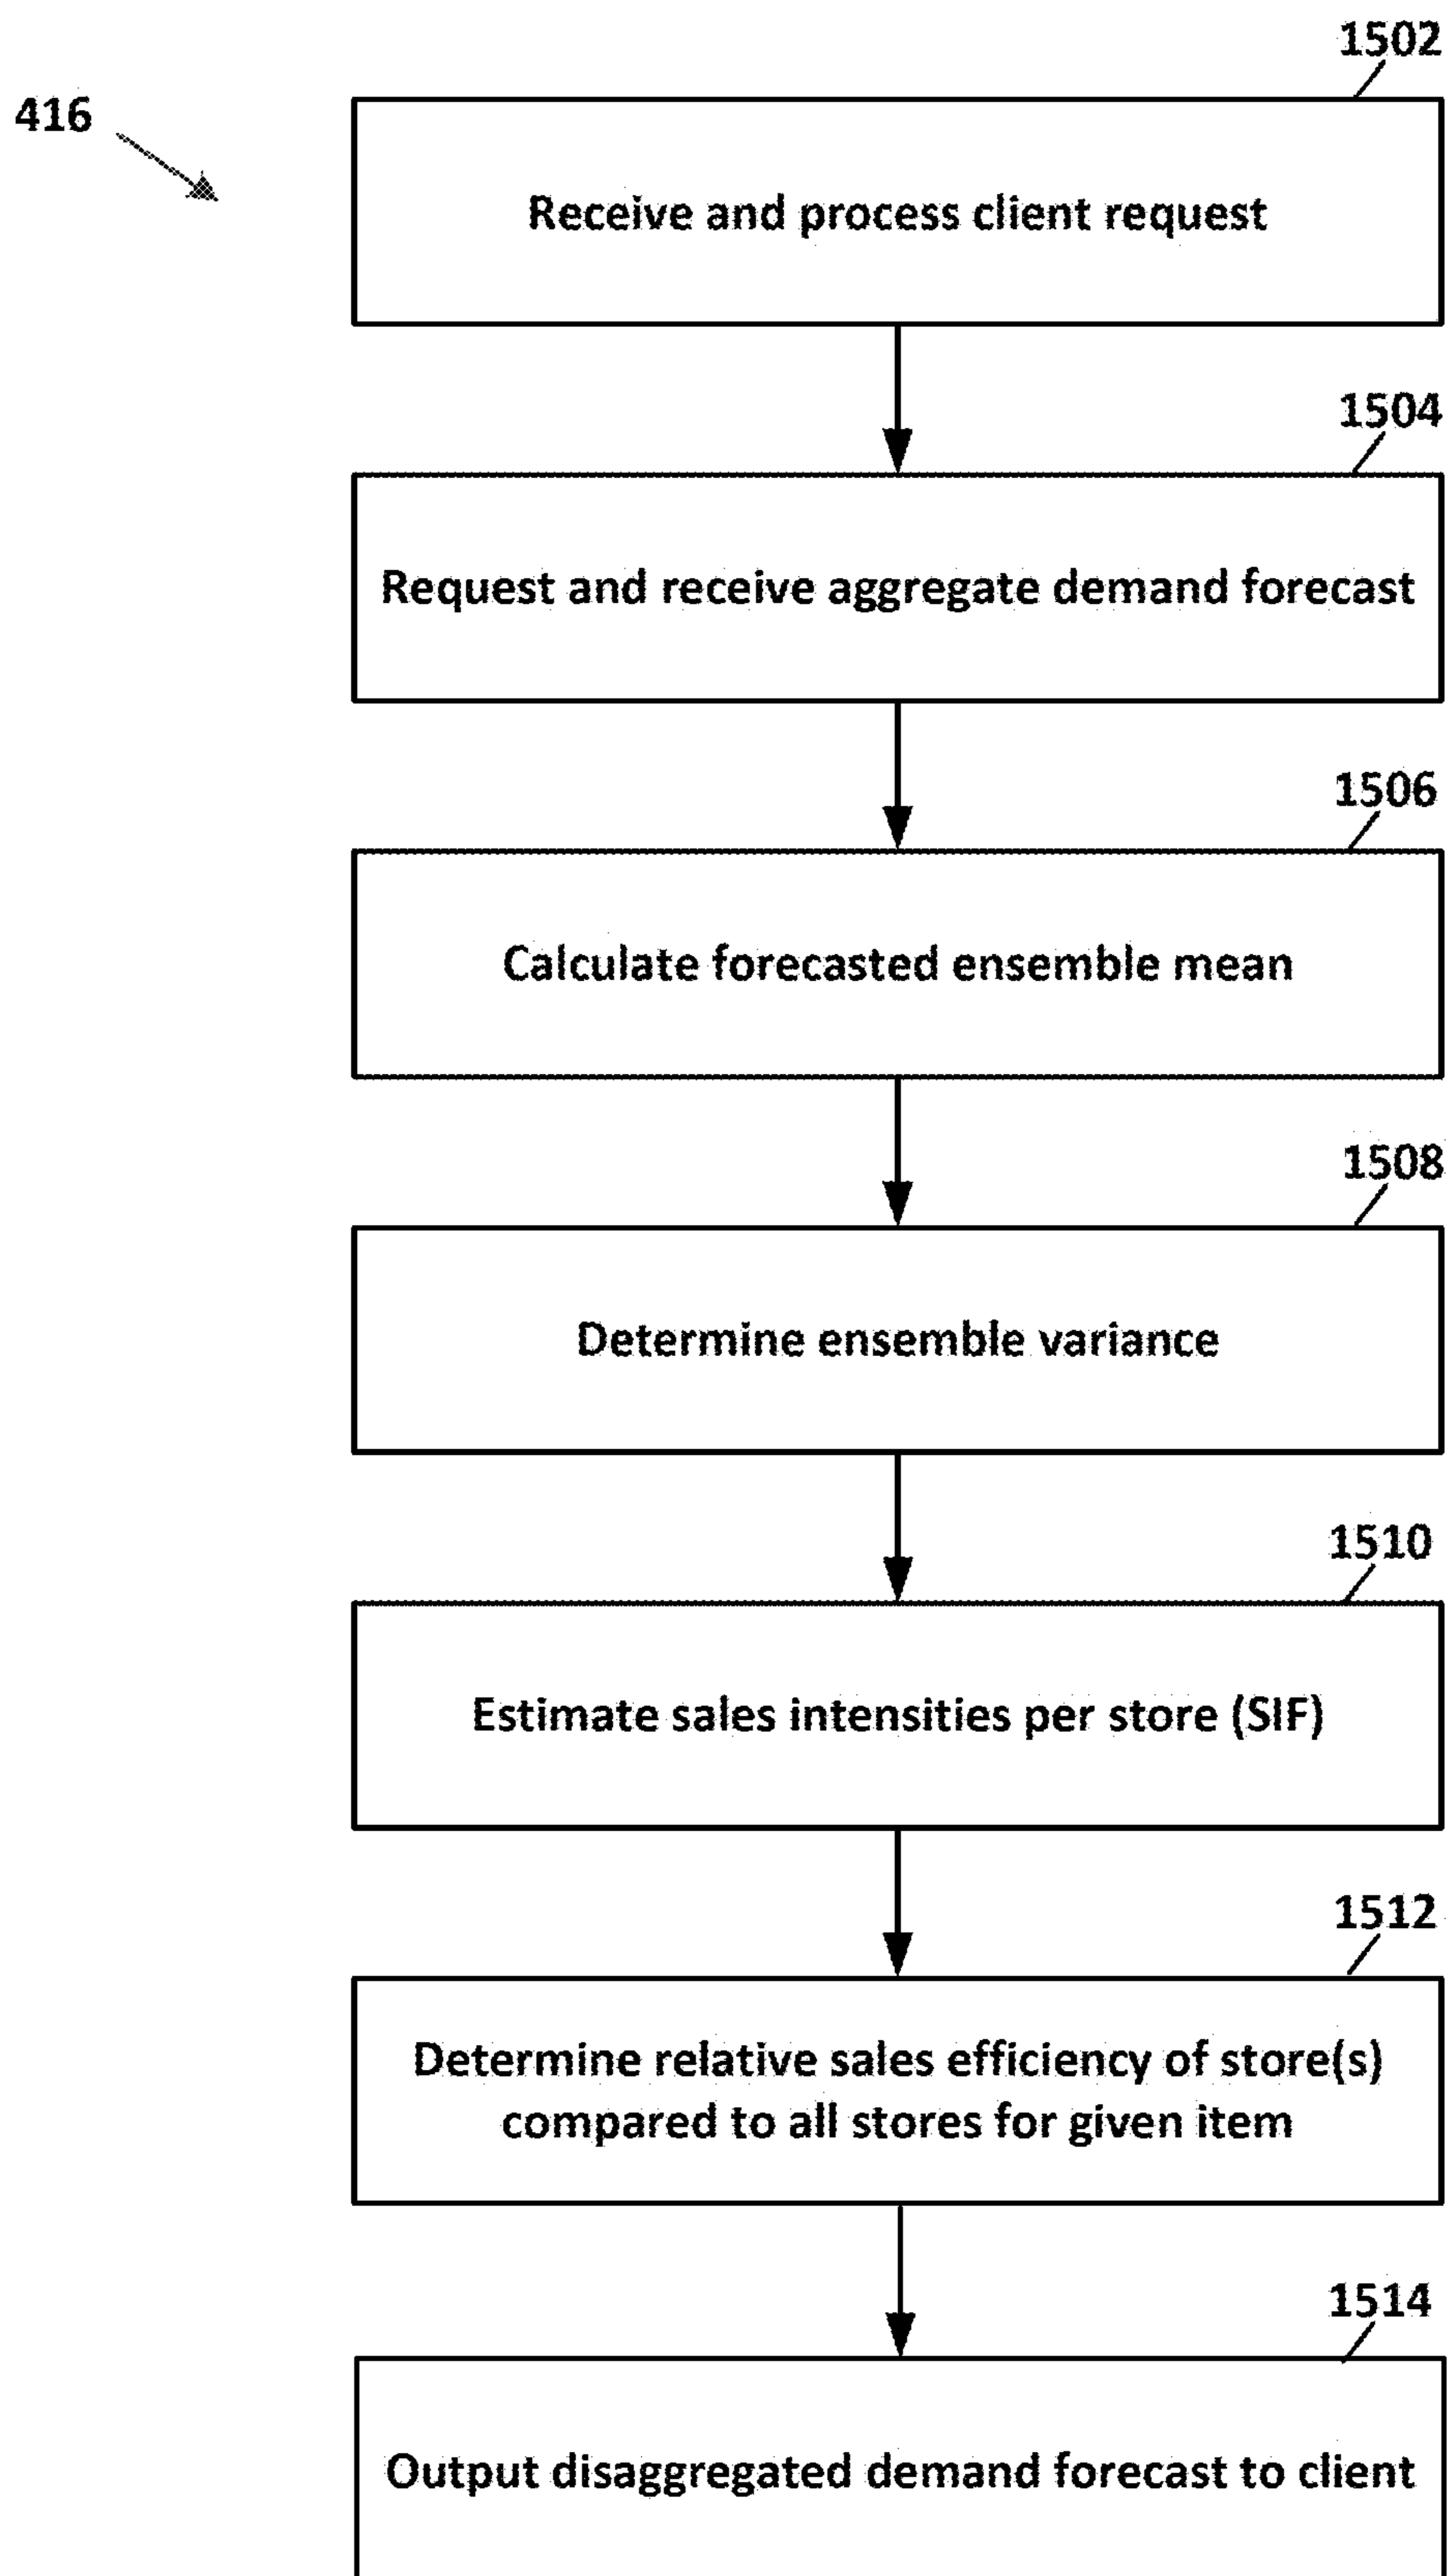 1502
416
Receive and process client request
1504
Request and receive aggregate demand forecast
1506
Calculate forecasted ensemble mean
1508
Determine ensemble variance
1510
Estimate sales intensities per store (SIF)
1512
Determine relative sales efficiency of store(s)
compared to all stores for given item
1514
Output disaggregated demand forecast to client